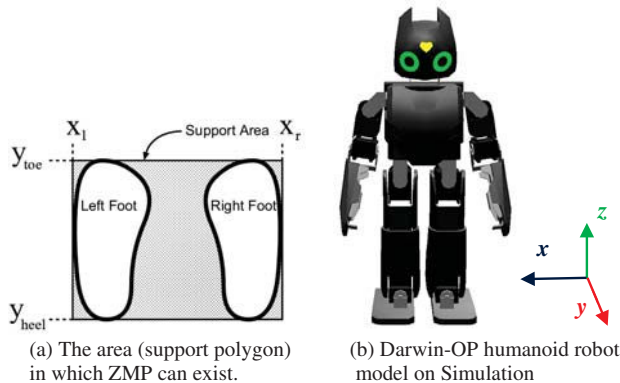 x_l
x_r
Support Area
y_toe
Left Foot
Right Foot
y_heel
(a) The area (support polygon)
in which ZMP can exist.
z
x
y
(b) Darwin-OP humanoid robot
model on Simulation